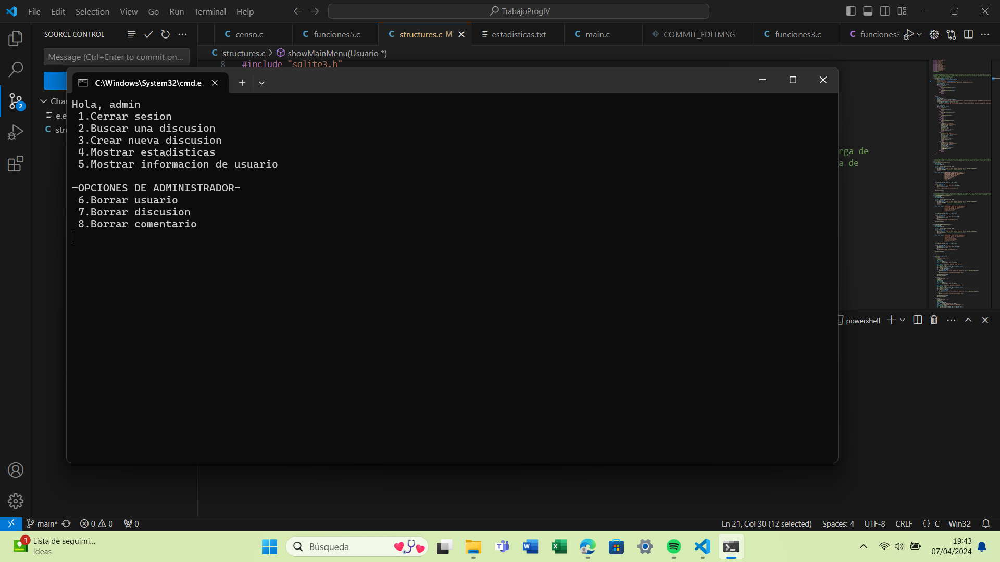 File Edit Selection View Go Run Terminal Help
TrabajoProgIV
SOURCE CONTROL
censo.c
funciones5.c
structures.c M
estadisticas.txt
main.c
COMMIT_EDITMSG
funciones3.c
Message (Ctrl+Enter to commit on...
structures.c > showMainMenu(Usuario *)
8 #include "sqlite3.h"
C:\Windows\System32\cmd.e
Hola, admin
1.Cerrar sesion
2.Buscar una discusion
3.Crear nueva discusion
4.Mostrar estadisticas
5.Mostrar informacion de usuario
-OPCIONES DE ADMINISTRADOR-
6.Borrar usuario
7.Borrar discusion
8.Borrar comentario
2
rga de
a de
powershell
main*
0 0
0
Ln 21, Col 30 (12 selected)
Spaces: 4
UTF-8
CRLF
{} C
Win32
1
Lista de seguimi...
Ideas
Búsqueda
19:43
07/04/2024